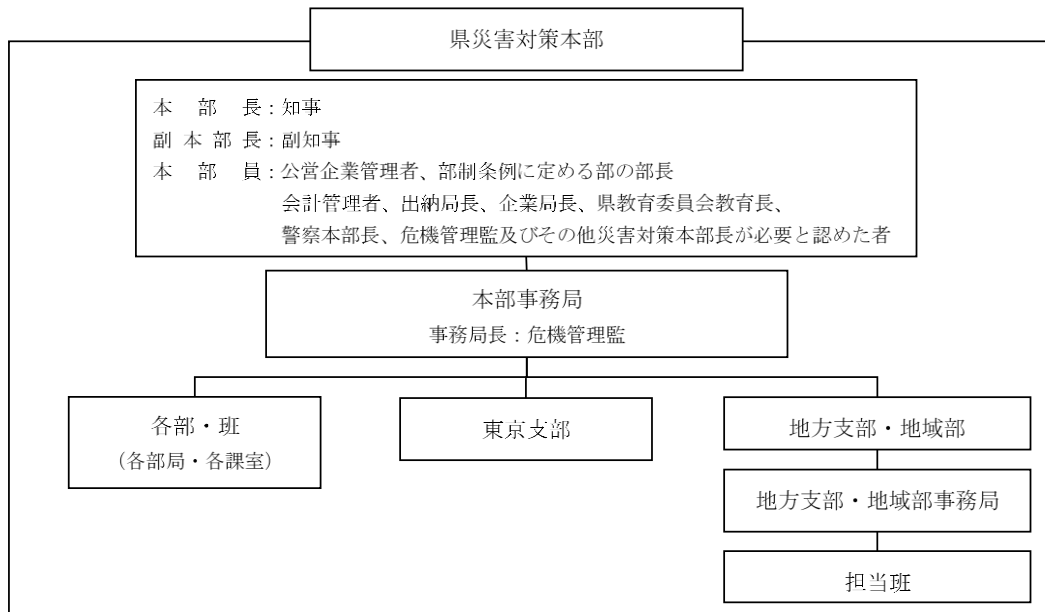 県災害対策本部
本部長：知事
副本部長：副知事
本部員：公営企業管理者、部制条例に定める部の部長
会計管理者、出納局長、企業局長、県教育委員会教育長、
警察本部長、危機管理監及びその他災害対策本部長が必要と認めた者
本部事務局
事務局長：危機管理監
各部・班
（各部局・各課室）
東京支部
地方支部・地域部
地方支部・地域部事務局
担当班